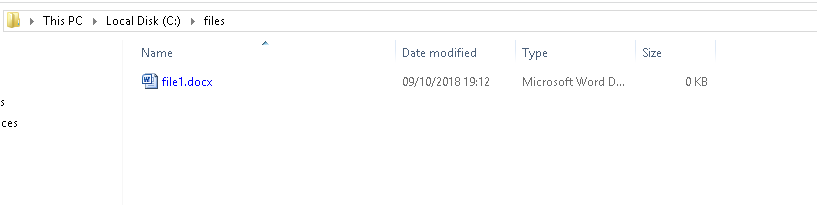 This PC Local Disk (C:) files
Name Date modified Type Size
file1.docx 09/10/2018 19:12 Microsoft Word D... 0 KB
s
ces